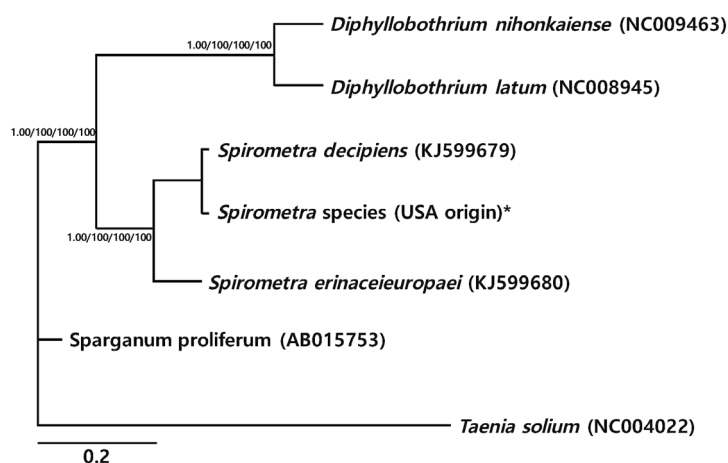 Diphyllobothrium nihonkaiense (NC009463)
1.00/100/100/100
Diphyllobothrium latum (NC008945)
1.00/100/100/100
Spirometra decipiens (KJ599679)
Spirometra species (USA origin)*
1.00/100/100/100
Spirometra erinaceieuropaei (KJ599680)
Sparganum proliferum (AB015753)
Taenia solium (NC004022)
0.2